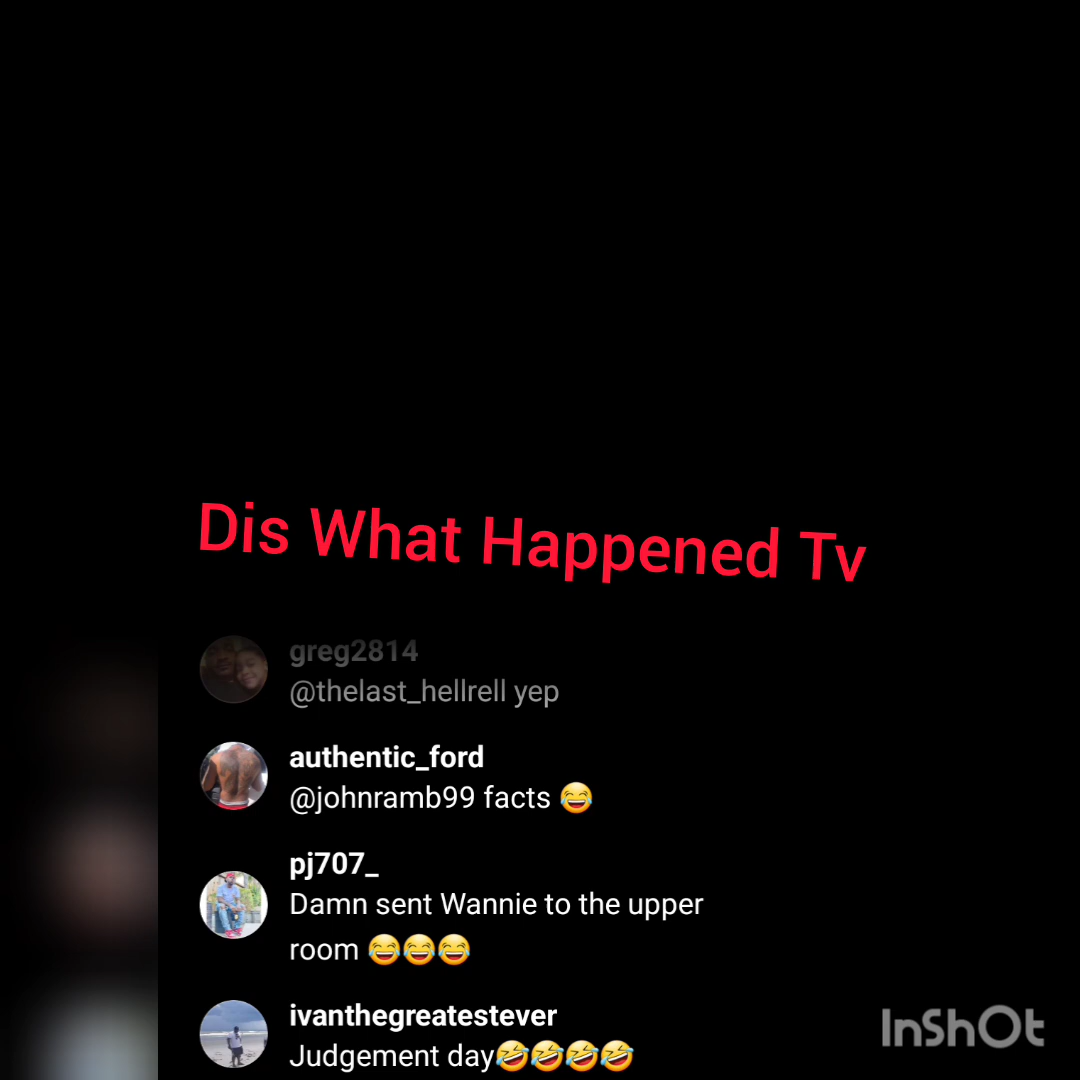 Dis What Happened Tv
greg2814
@thelast_hellrell yep
authentic_ford
@johnramb99 facts 😂
pj707_
Damn sent Wannie to the upper
room 😂😂😂
ivanthegreatestever
Judgement day🤣🤣🤣🤣
InShOt